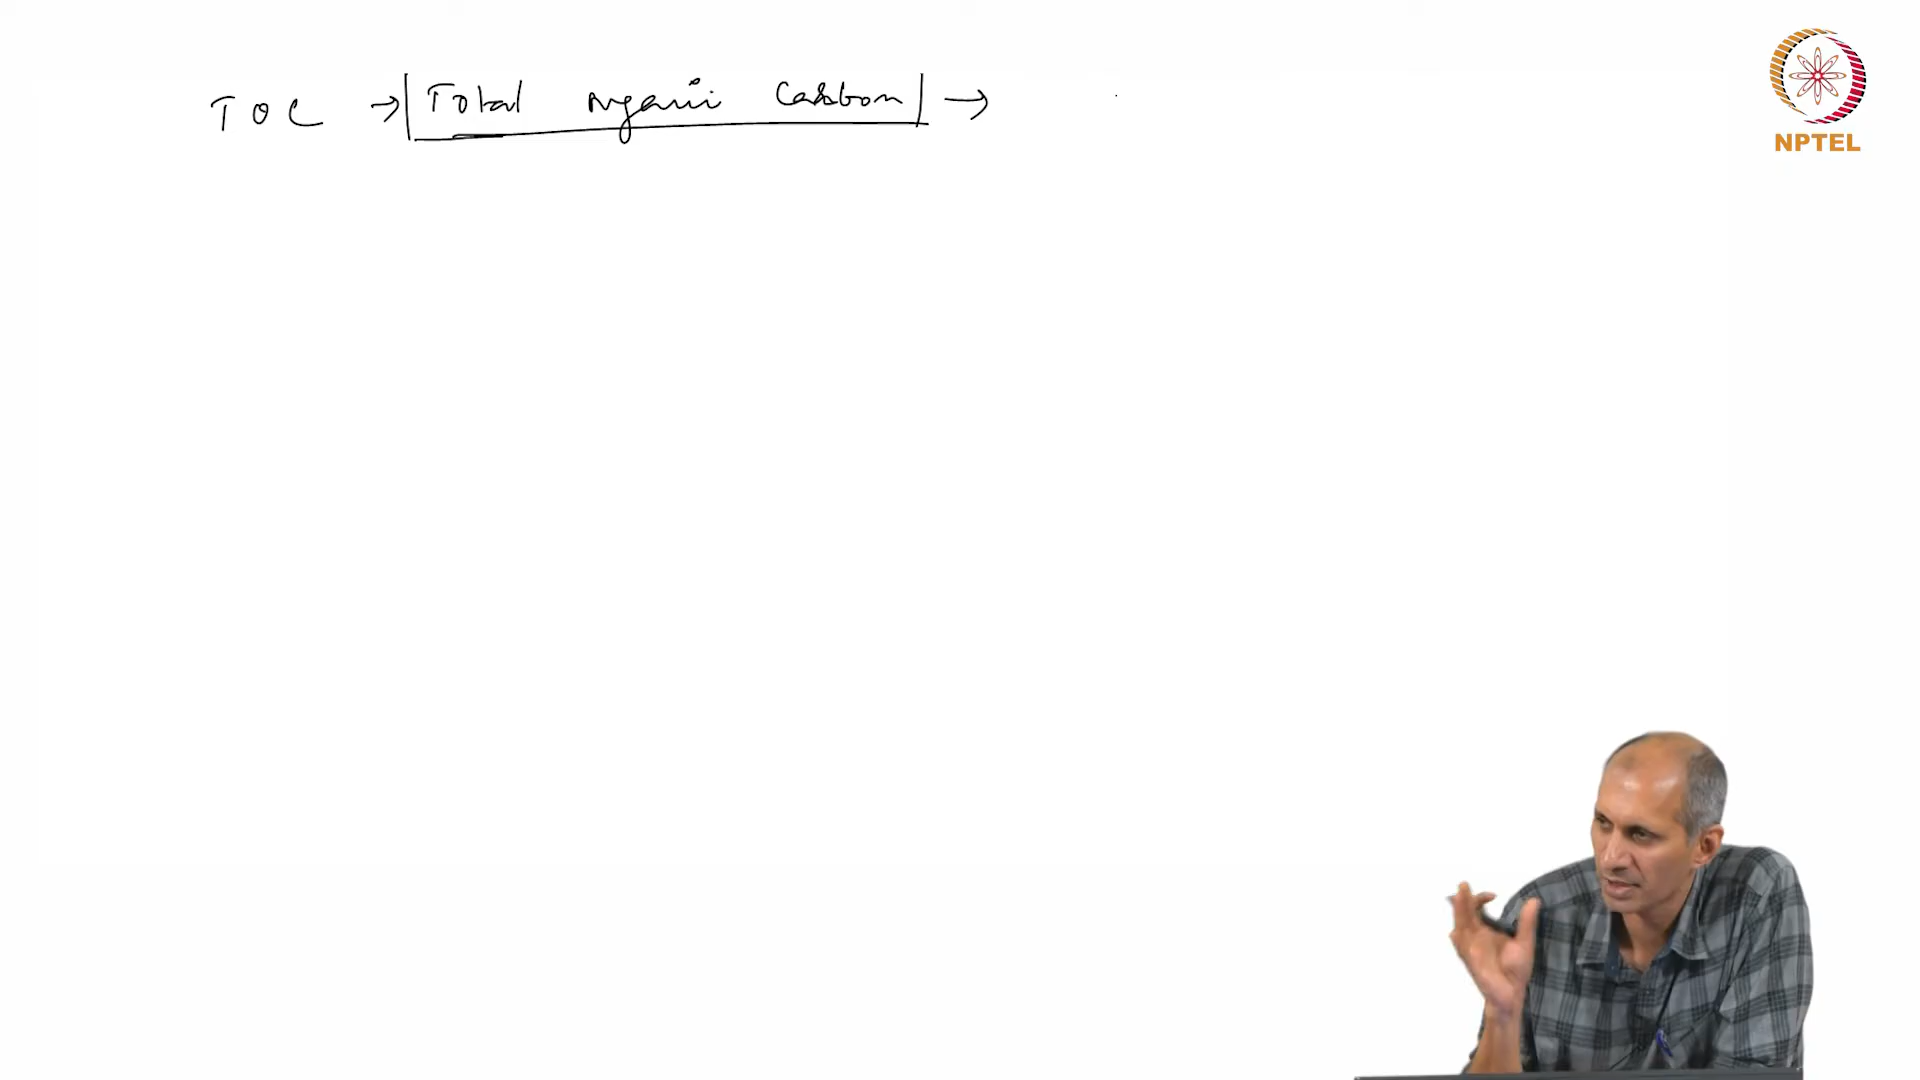 TOC → Total organic Carbon →
NPTEL